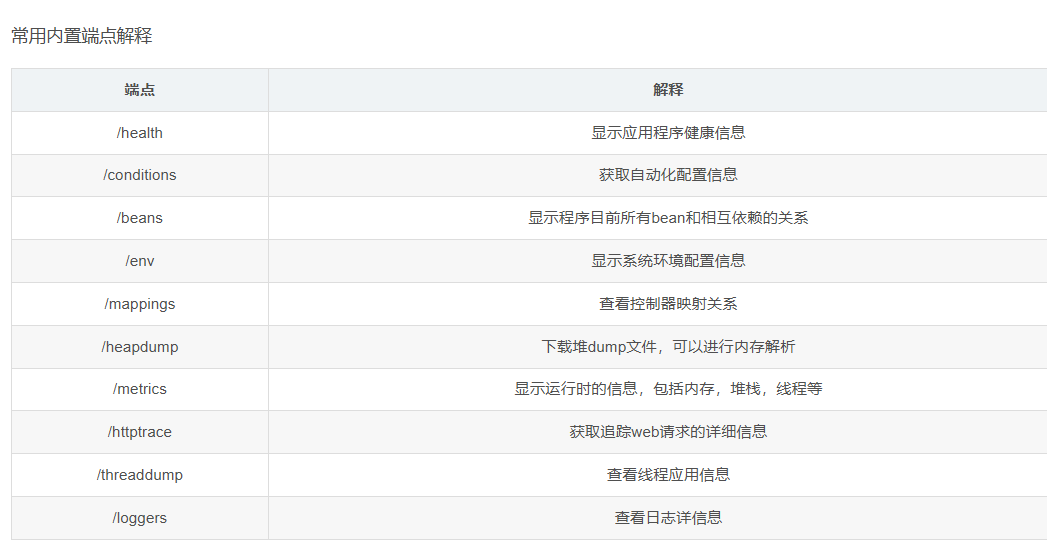 常用内置端点解释
端点 解释
/health 显示应用程序健康信息
/conditions 获取自动化配置信息
/beans 显示程序目前所有bean和相互依赖的关系
/env 显示系统环境配置信息
/mappings 查看控制器映射关系
/heapdump 下载堆dump文件，可以进行内存解析
/metrics 显示运行时的信息，包括内存，堆栈，线程等
/httptrace 获取追踪web请求的详细信息
/threaddump 查看线程应用信息
/loggers 查看日志详信息